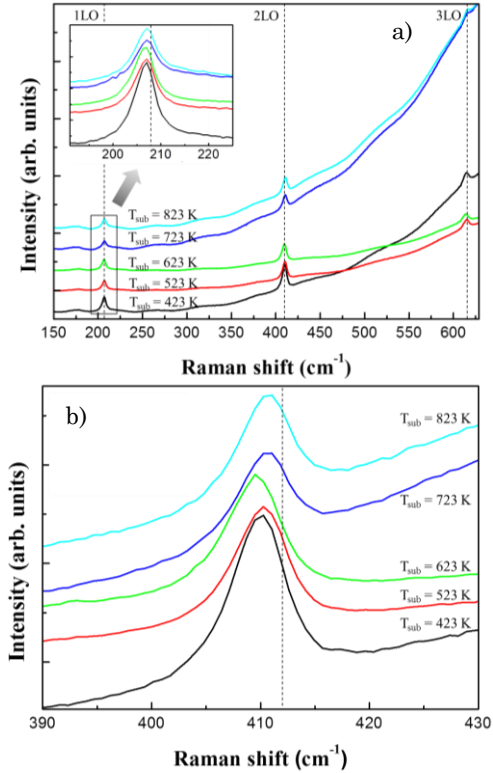 1LO 2LO 3LO
a)
200 210 220
Intensity (arb. units)
T_sub = 823 K
T_sub = 723 K
T_sub = 623 K
T_sub = 523 K
T_sub = 423 K
150 200 250 300 350 400 450 500 550 600
Raman shift (cm⁻¹)
b)
T_sub = 823 K
T_sub = 723 K
Intensity (arb. units)
T_sub = 623 K
T_sub = 523 K
T_sub = 423 K
390 400 410 420 430
Raman shift (cm⁻¹)